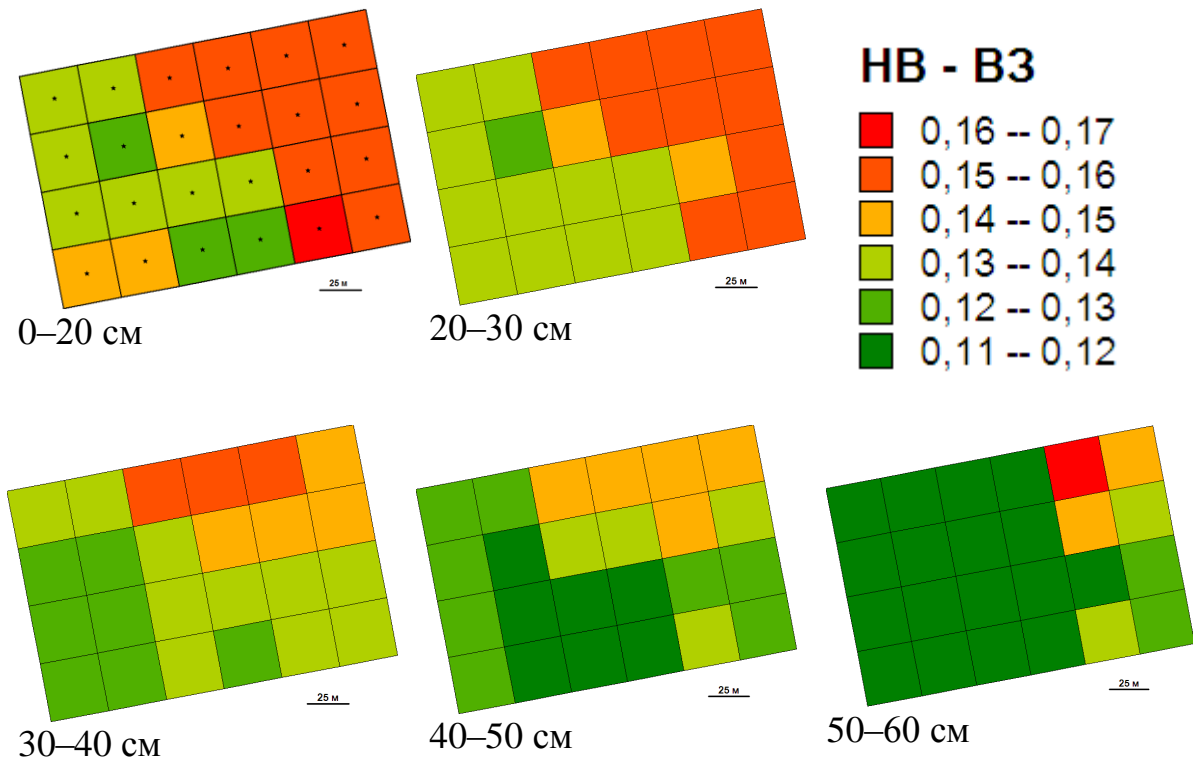 НВ - ВЗ
0,16 -- 0,17
0,15 -- 0,16
0,14 -- 0,15
0,13 -- 0,14
0,12 -- 0,13
0,11 -- 0,12
25 м
0–20 см
25 м
20–30 см
25 м
30–40 см
25 м
40–50 см
25 м
50–60 см